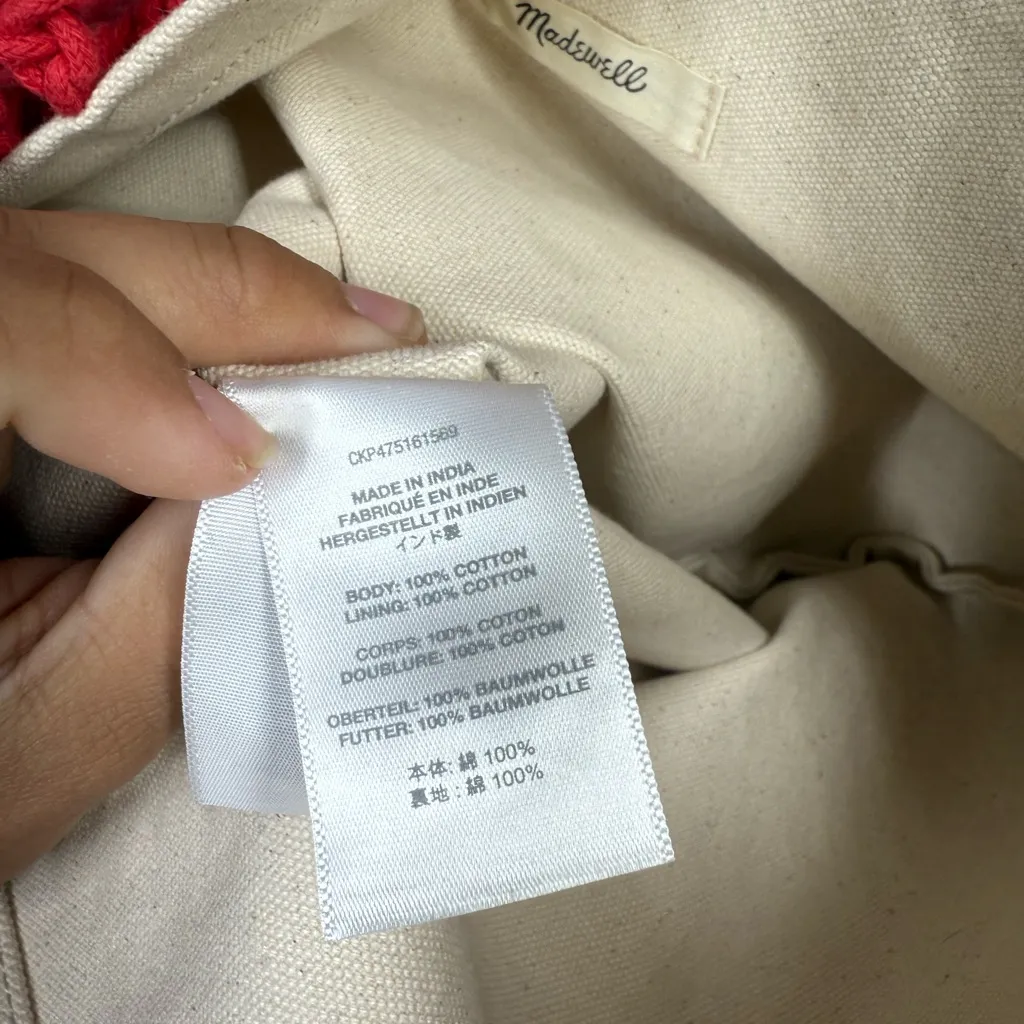 Madewell
CKP475161569
MADE IN INDIA
FABRIQUÉ EN INDE
HERGESTELLT IN INDIEN
インド製
BODY: 100% COTTON
LINING: 100% COTTON
CORPS: 100% COTON
DOUBLURE: 100% COTON
OBERTEIL: 100% BAUMWOLLE
FUTTER: 100% BAUMWOLLE
本体: 綿 100%
裏地 : 綿 100%